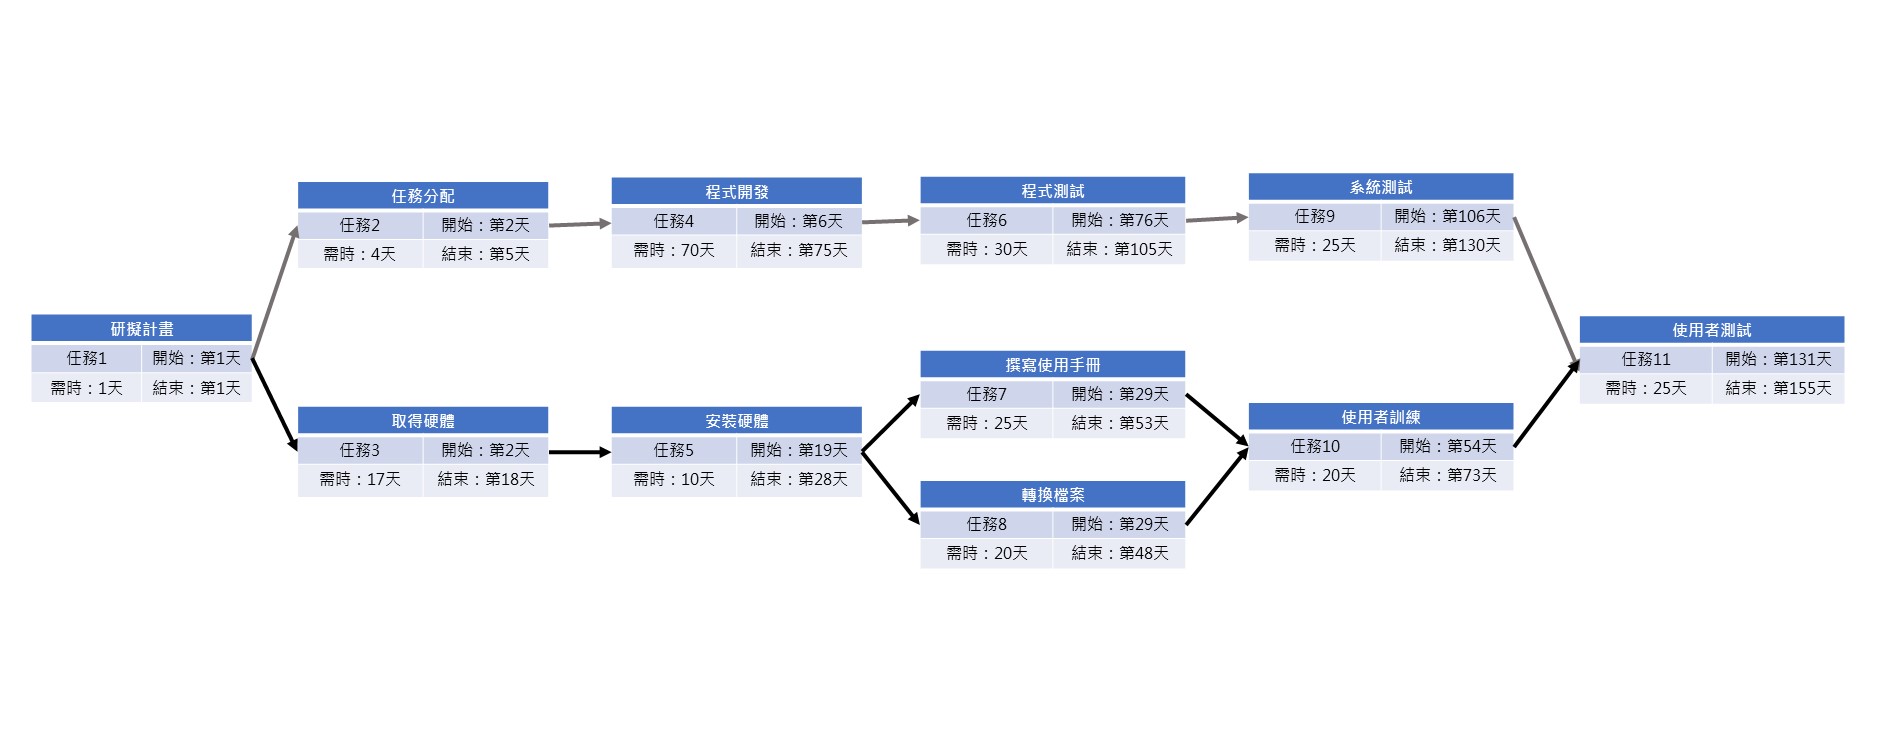 研擬計畫
任務1 開始：第1天
需時：1天 結束：第1天
任務分配
任務2 開始：第2天
需時：4天 結束：第5天
程式開發
任務4 開始：第6天
需時：70天 結束：第75天
程式測試
任務6 開始：第76天
需時：30天 結束：第105天
系統測試
任務9 開始：第106天
需時：25天 結束：第130天
取得硬體
任務3 開始：第2天
需時：17天 結束：第18天
安裝硬體
任務5 開始：第19天
需時：10天 結束：第28天
撰寫使用手冊
任務7 開始：第29天
需時：25天 結束：第53天
轉換檔案
任務8 開始：第29天
需時：20天 結束：第48天
使用者訓練
任務10 開始：第54天
需時：20天 結束：第73天
使用者測試
任務11 開始：第131天
需時：25天 結束：第155天